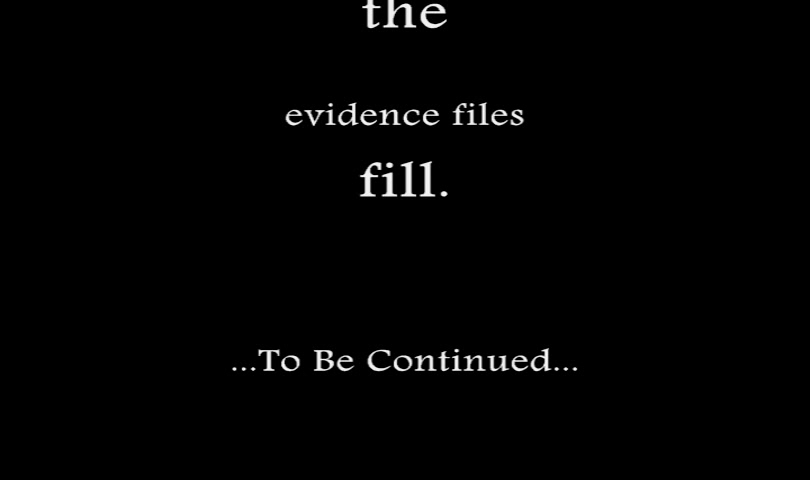 the
evidence files
fill.
...To Be Continued...